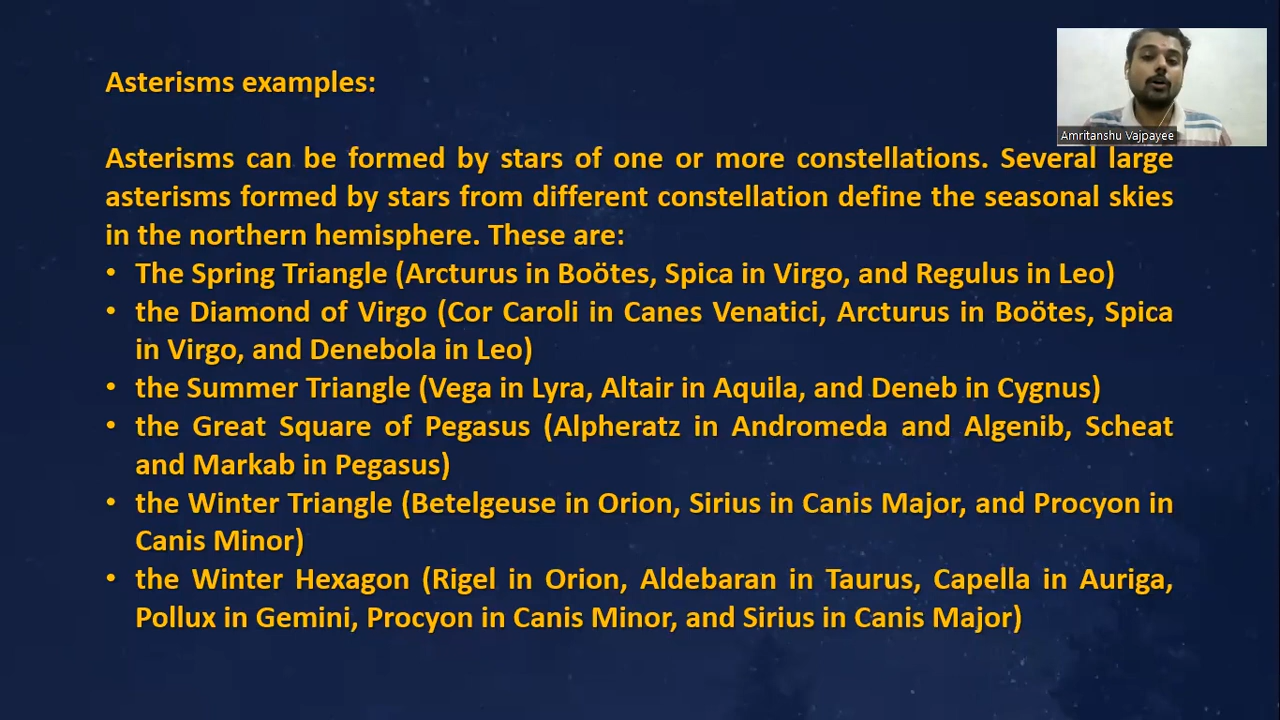 Asterisms examples:
Amritanshu Vajpayee
Asterisms can be formed by stars of one or more constellations. Several large
asterisms formed by stars from different constellation define the seasonal skies
in the northern hemisphere. These are:
• The Spring Triangle (Arcturus in Boötes, Spica in Virgo, and Regulus in Leo)
• the Diamond of Virgo (Cor Caroli in Canes Venatici, Arcturus in Boötes, Spica
in Virgo, and Denebola in Leo)
• the Summer Triangle (Vega in Lyra, Altair in Aquila, and Deneb in Cygnus)
• the Great Square of Pegasus (Alpheratz in Andromeda and Algenib, Scheat
and Markab in Pegasus)
• the Winter Triangle (Betelgeuse in Orion, Sirius in Canis Major, and Procyon in
Canis Minor)
• the Winter Hexagon (Rigel in Orion, Aldebaran in Taurus, Capella in Auriga,
Pollux in Gemini, Procyon in Canis Minor, and Sirius in Canis Major)